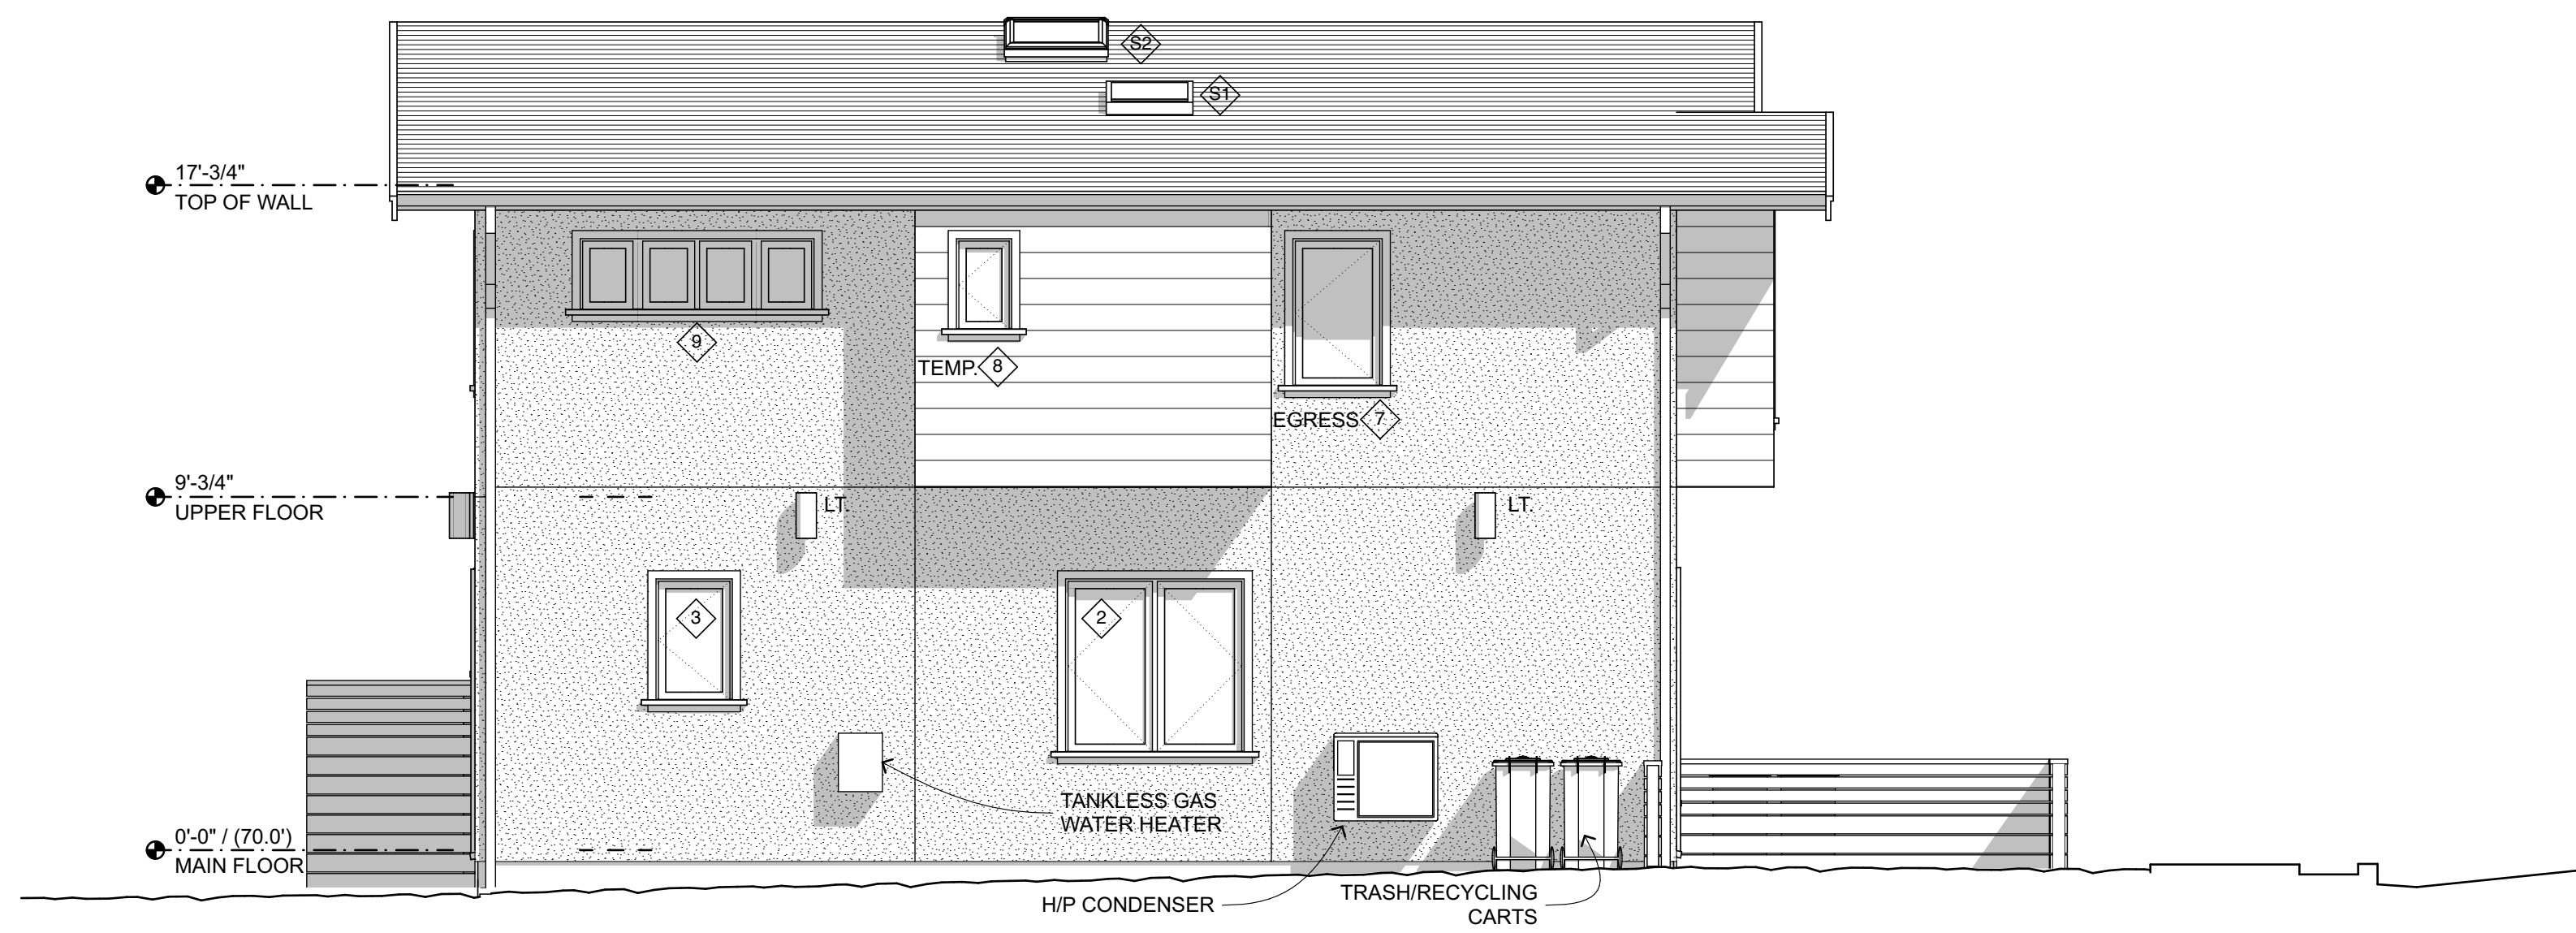 S2
S1
17'-3/4"
TOP OF WALL
9
TEMP. 8
EGRESS 7
9'-3/4"
UPPER FLOOR
LT.
LT.
3
2
TANKLESS GAS
WATER HEATER
0'-0" / (70.0')
MAIN FLOOR
H/P CONDENSER
TRASH/RECYCLING
CARTS